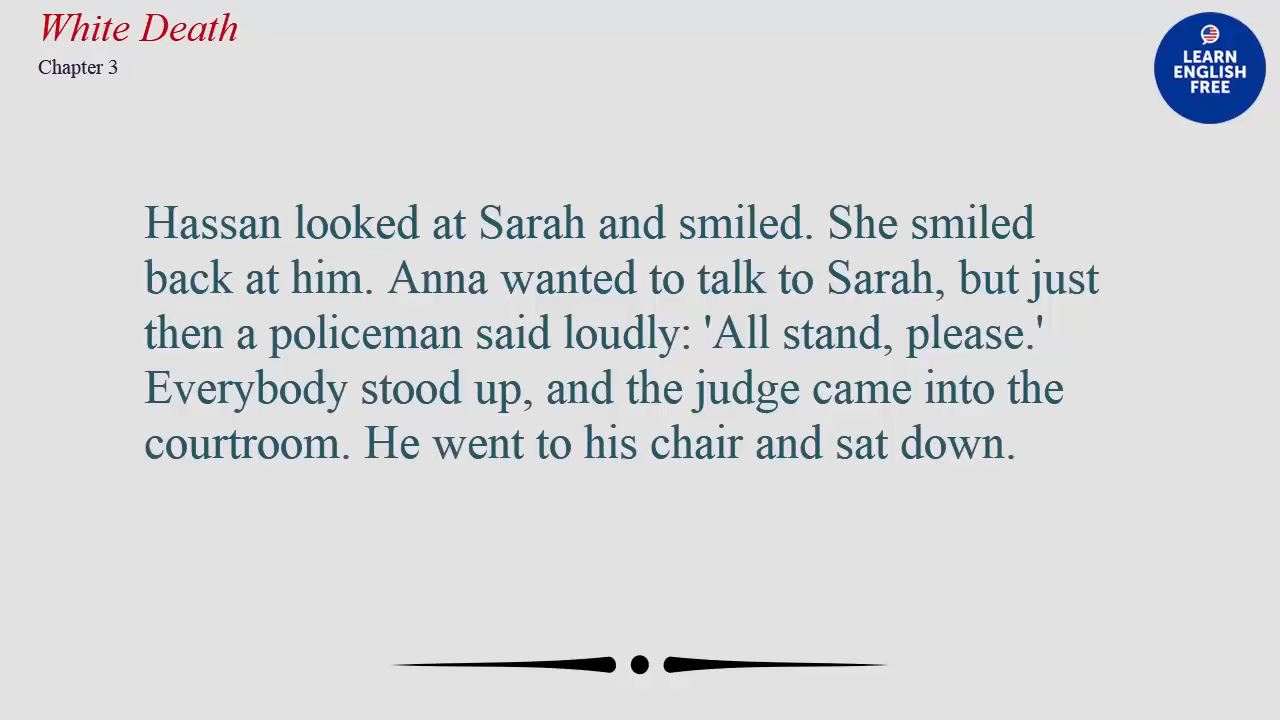 White Death
Chapter 3
LEARN
ENGLISH
FREE
Hassan looked at Sarah and smiled. She smiled
back at him. Anna wanted to talk to Sarah, but just
then a policeman said loudly: 'All stand, please.'
Everybody stood up, and the judge came into the
courtroom. He went to his chair and sat down.